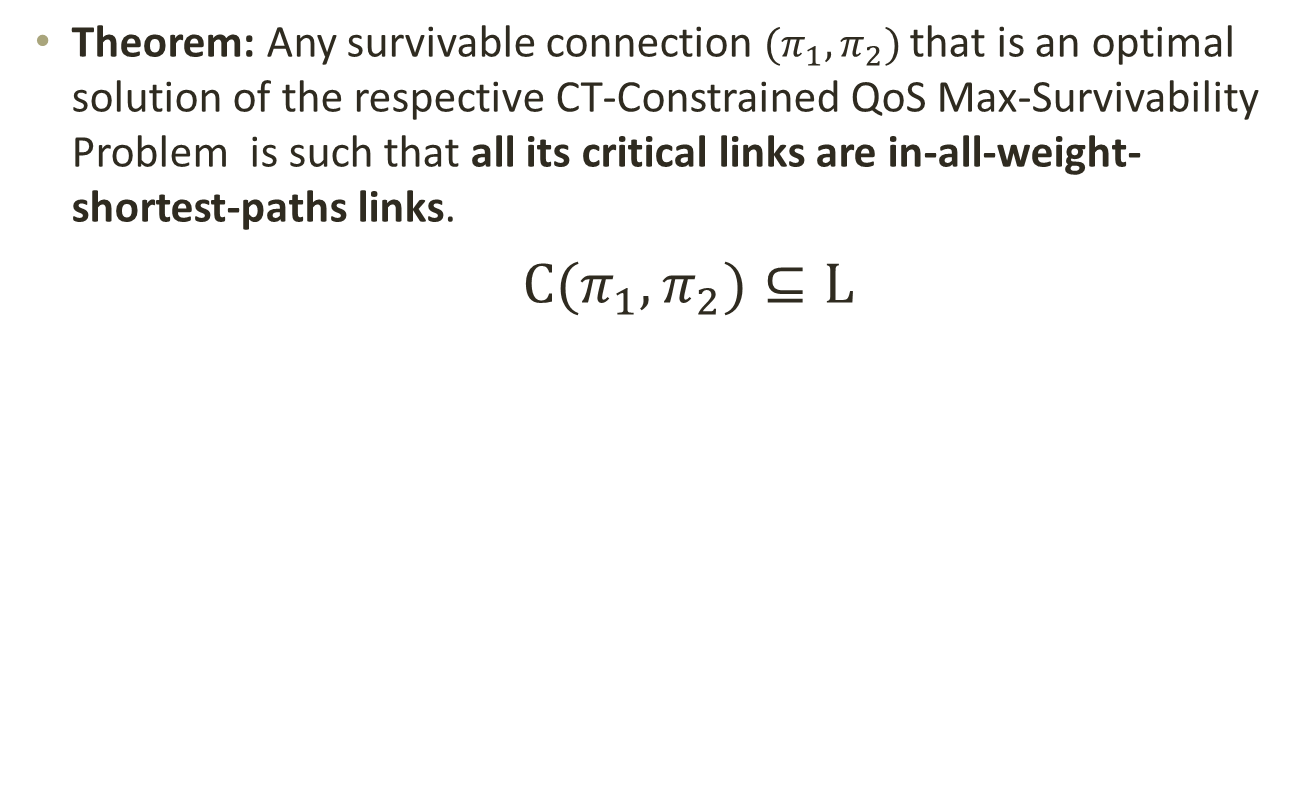 • Theorem: Any survivable connection (π₁, π₂) that is an optimal
solution of the respective CT-Constrained QoS Max-Survivability
Problem  is such that all its critical links are in-all-weight-
shortest-paths links.
C(π₁, π₂) ⊆ L